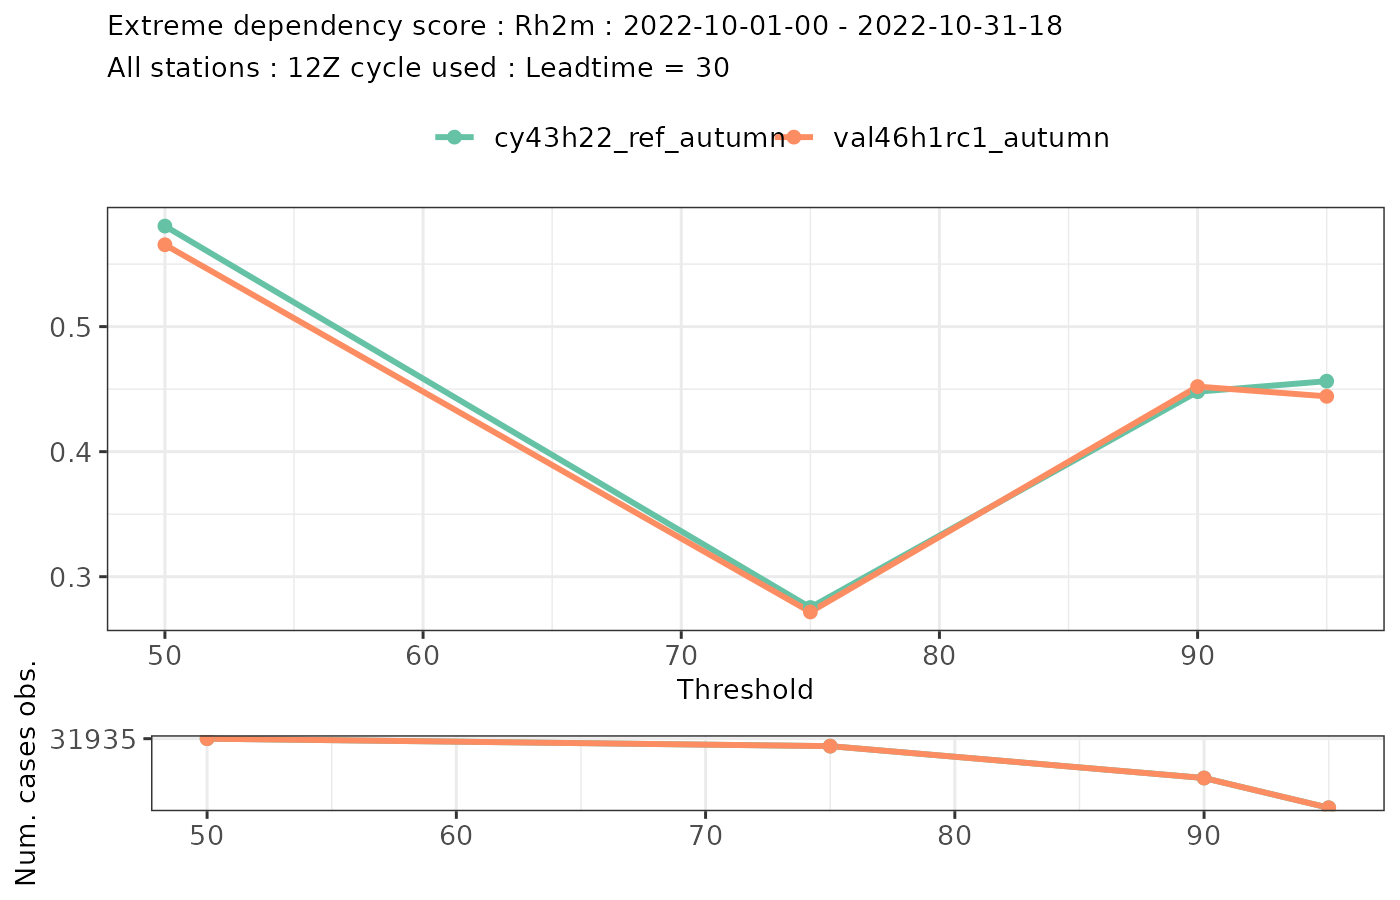 Extreme dependency score : Rh2m : 2022-10-01-00 - 2022-10-31-18
All stations : 12Z cycle used : Leadtime = 30
cy43h22_ref_autumn val46h1rc1_autumn
0.5
0.4
0.3
50 60 70 80 90
Threshold
Num. cases obs.
31935
50 60 70 80 90